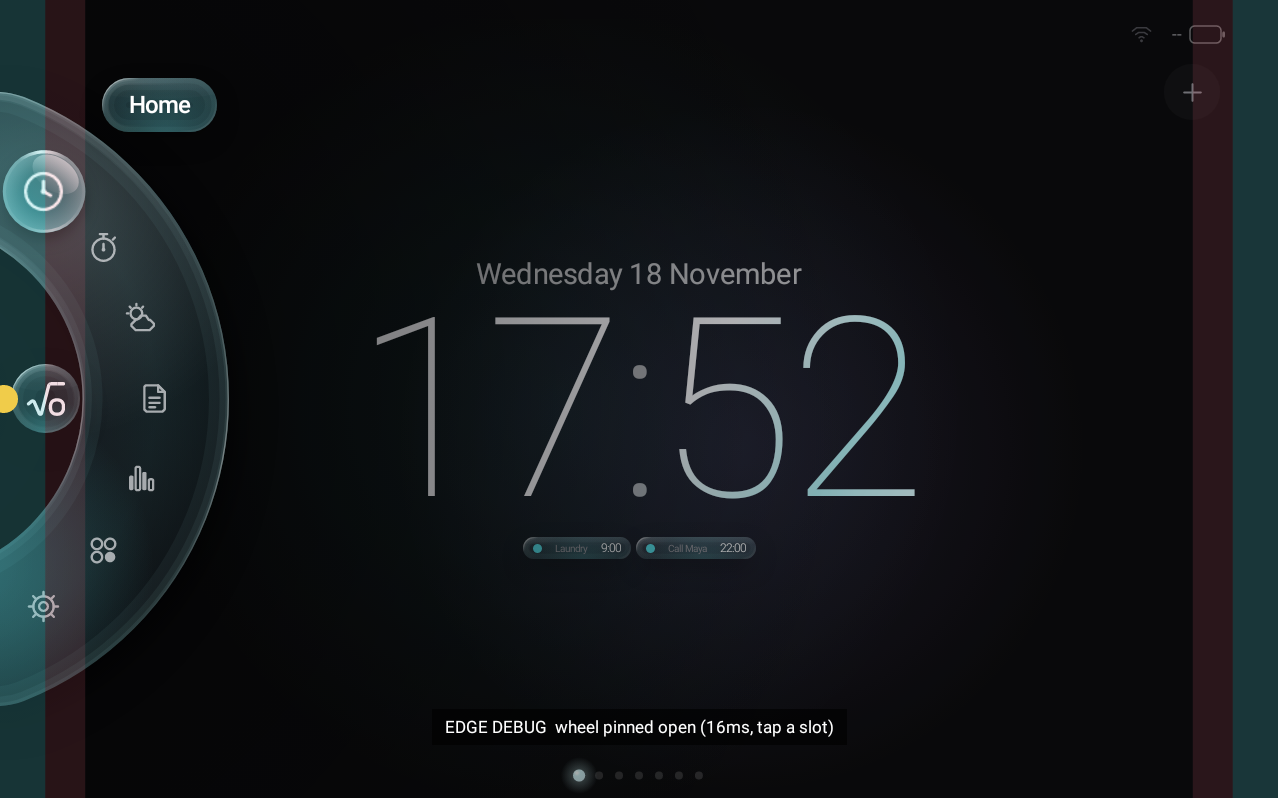 --
Home
Wednesday 18 November
17:52
Laundry 9:00 Call Maya 22:00
EDGE DEBUG wheel pinned open (16ms, tap a slot)